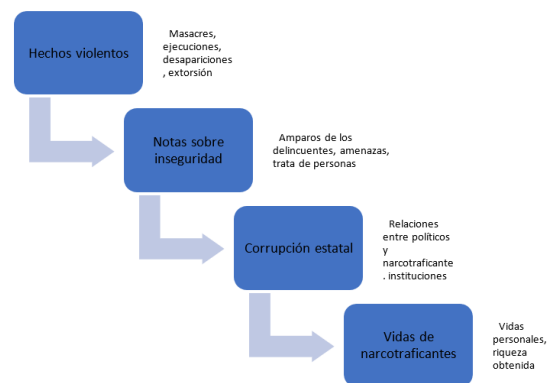 Hechos violentos
Masacres,
ejecuciones,
desapariciones
, extorsión
Notas sobre
inseguridad
Amparos de los
delincuentes, amenazas,
trata de personas
Corrupción estatal
Relaciones
entre políticos
y
narcotraficante
. instituciones
Vidas de
narcotraficantes
Vidas
personales,
riqueza
obtenida